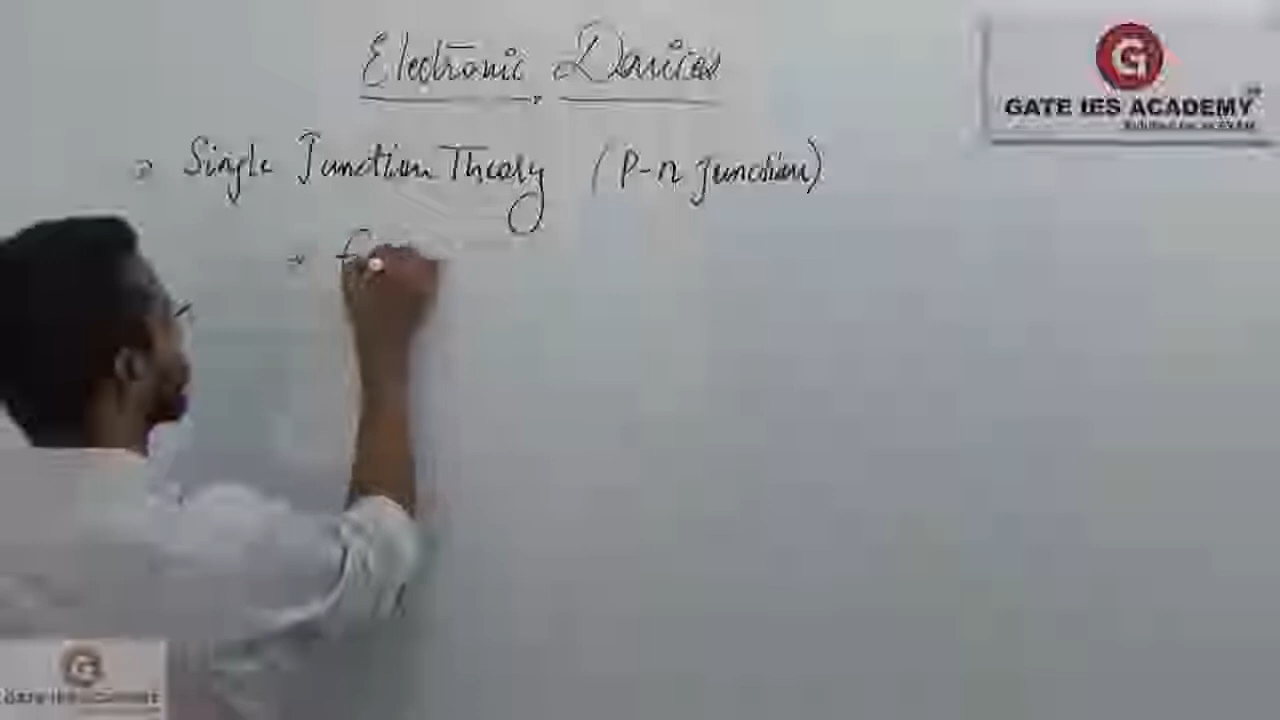 Electronic Devices
Single Junction Theory (P-n junction)
GATE IES ACADEMY